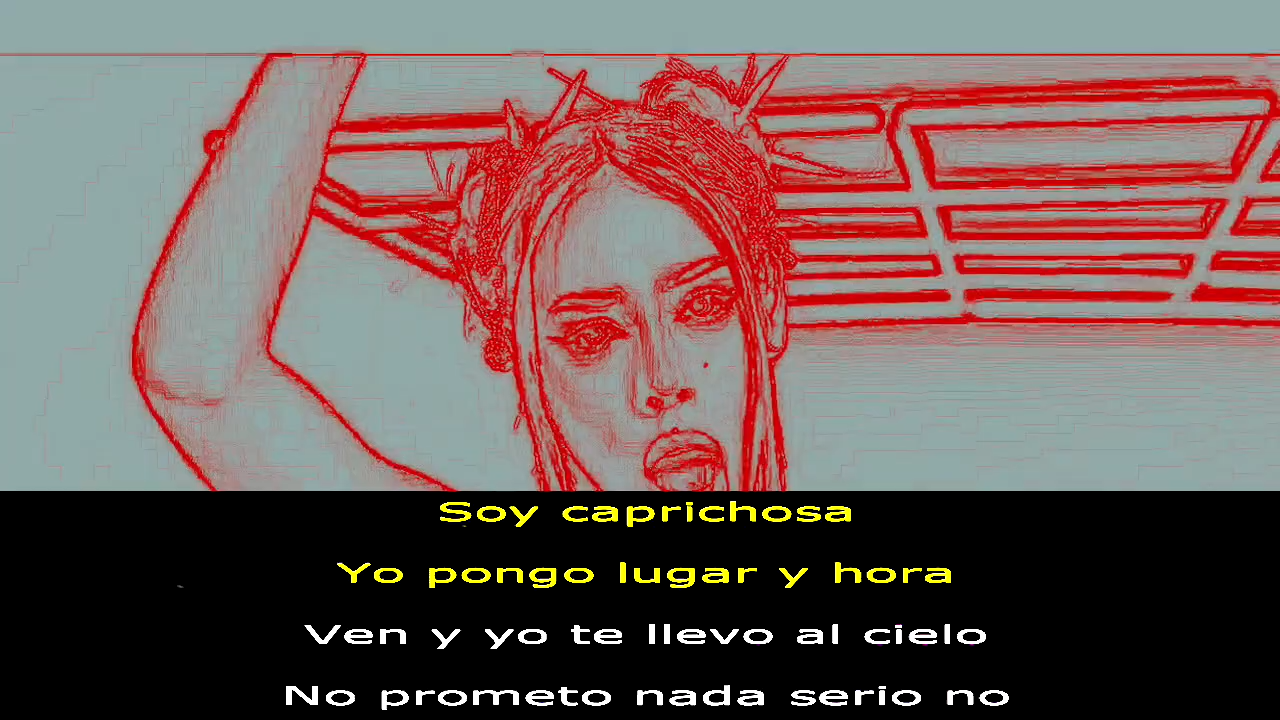 Soy caprichosa
Yo pongo lugar y hora
Ven y yo te llevo al cielo
No prometo nada serio no